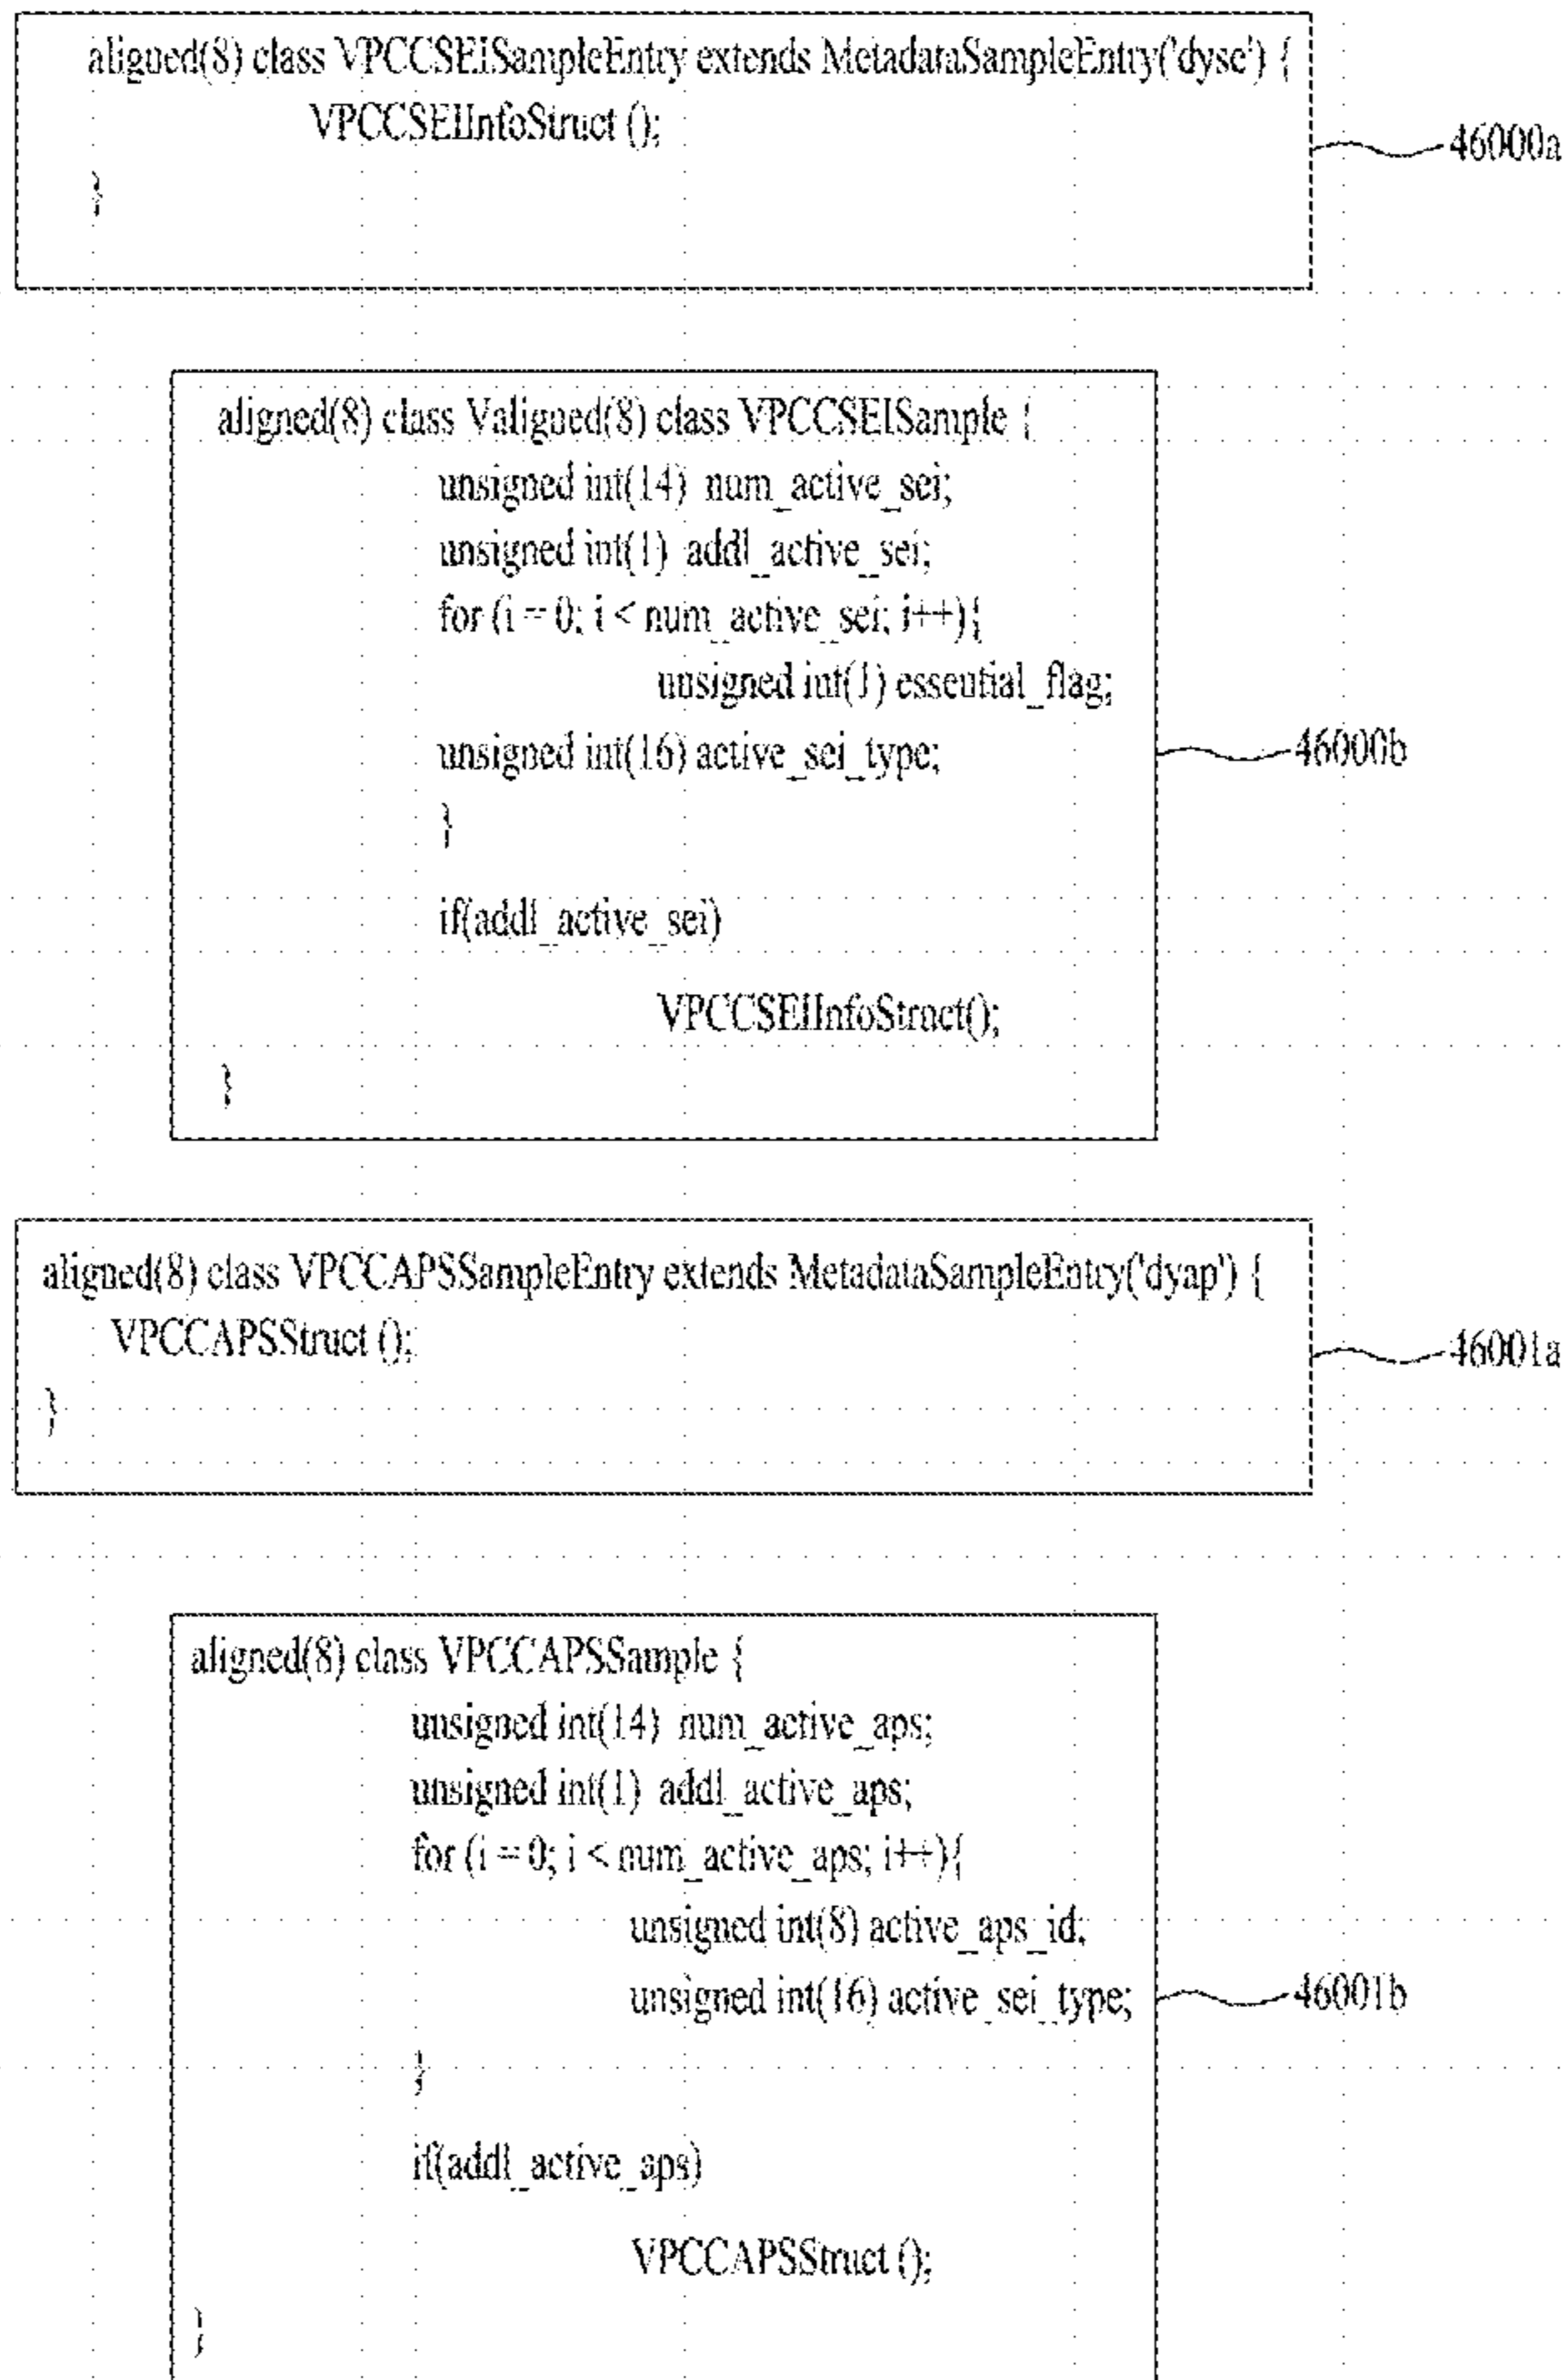 aligned(8) class VPCCSEISampleEntry extends MetadataSampleEntry('dyse') {
VPCCSEIInfoStruct ();
}
46000a
aligned(8) class Valigned(8) class VPCCSEISample {
unsigned int(14) num_active_sei;
unsigned int(1) addl_active_sei;
for (i = 0; i < num_active_sei; i++){
unsigned int(1) essential_flag;
unsigned int(16) active_sei_type;
}
46000b
if(addl_active_sei)
VPCCSEIInfoStruct();
}
aligned(8) class VPCCAPSSampleEntry extends MetadataSampleEntry('dyap') {
VPCCAPSStruct ();
}
46001a
aligned(8) class VPCCAPSSample {
unsigned int(14) num_active_aps;
unsigned int(1) addl_active_aps;
for (i = 0; i < num_active_aps; i++){
unsigned int(8) active_aps_id;
unsigned int(16) active_sei_type;
46001b
}
if(addl_active_aps)
VPCCAPSStruct ();
}